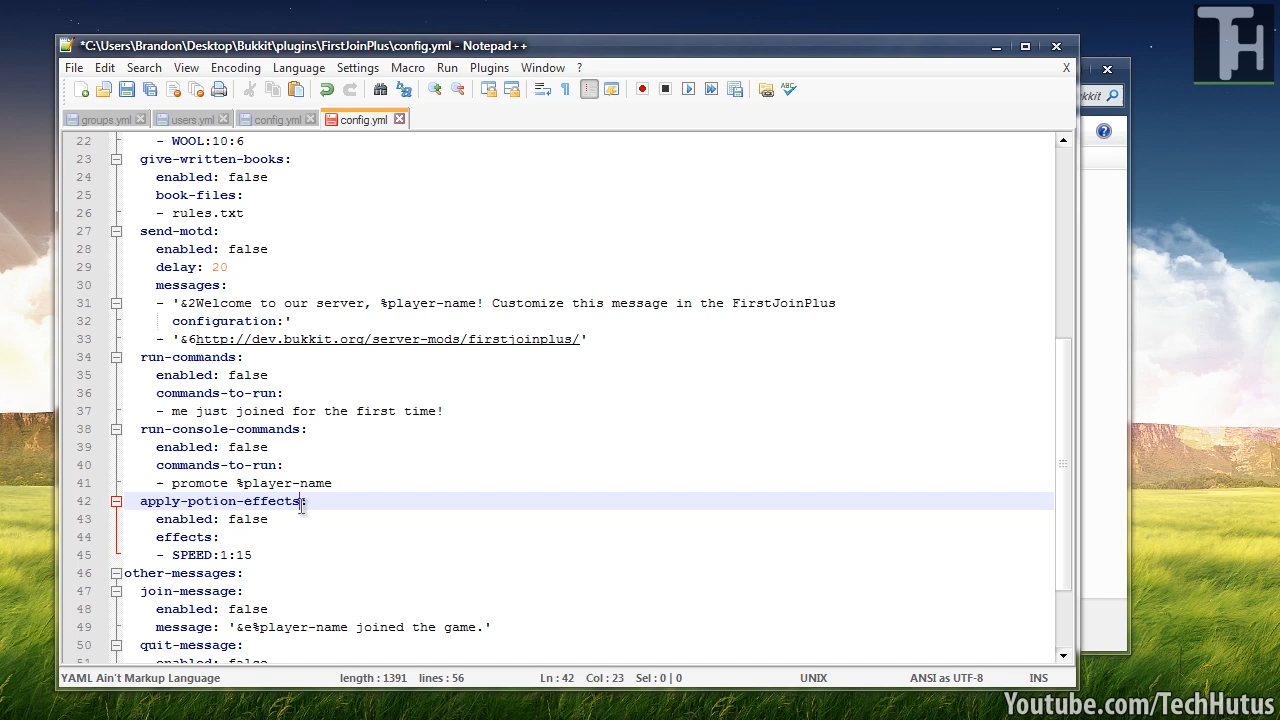 TH
*C:\Users\Brandon\Desktop\Bukkit\plugins\FirstJoinPlus\config.yml - Notepad++
File Edit Search View Encoding Language Settings Macro Run Plugins Window ? X
ukkit
groups.yml users.yml config.yml config.yml
22 - WOOL:10:6
23 give-written-books:
24 enabled: false
25 book-files:
26 - rules.txt
27 send-motd:
28 enabled: false
29 delay: 20
30 messages:
31 - '&2Welcome to our server, %player-name! Customize this message in the FirstJoinPlus
32 configuration:'
33 - '&6http://dev.bukkit.org/server-mods/firstjoinplus/'
34 run-commands:
35 enabled: false
36 commands-to-run:
37 - me just joined for the first time!
38 run-console-commands:
39 enabled: false
40 commands-to-run:
41 - promote %player-name
42 apply-potion-effects:
43 enabled: false
44 effects:
45 - SPEED:1:15
46 other-messages:
47 join-message:
48 enabled: false
49 message: '&e%player-name joined the game.'
50 quit-message:
51 enabled: false
YAML Ain't Markup Language length : 1391 lines : 56 Ln : 42 Col : 23 Sel : 0 | 0 UNIX ANSI as UTF-8 INS
Youtube.com/TechHutus